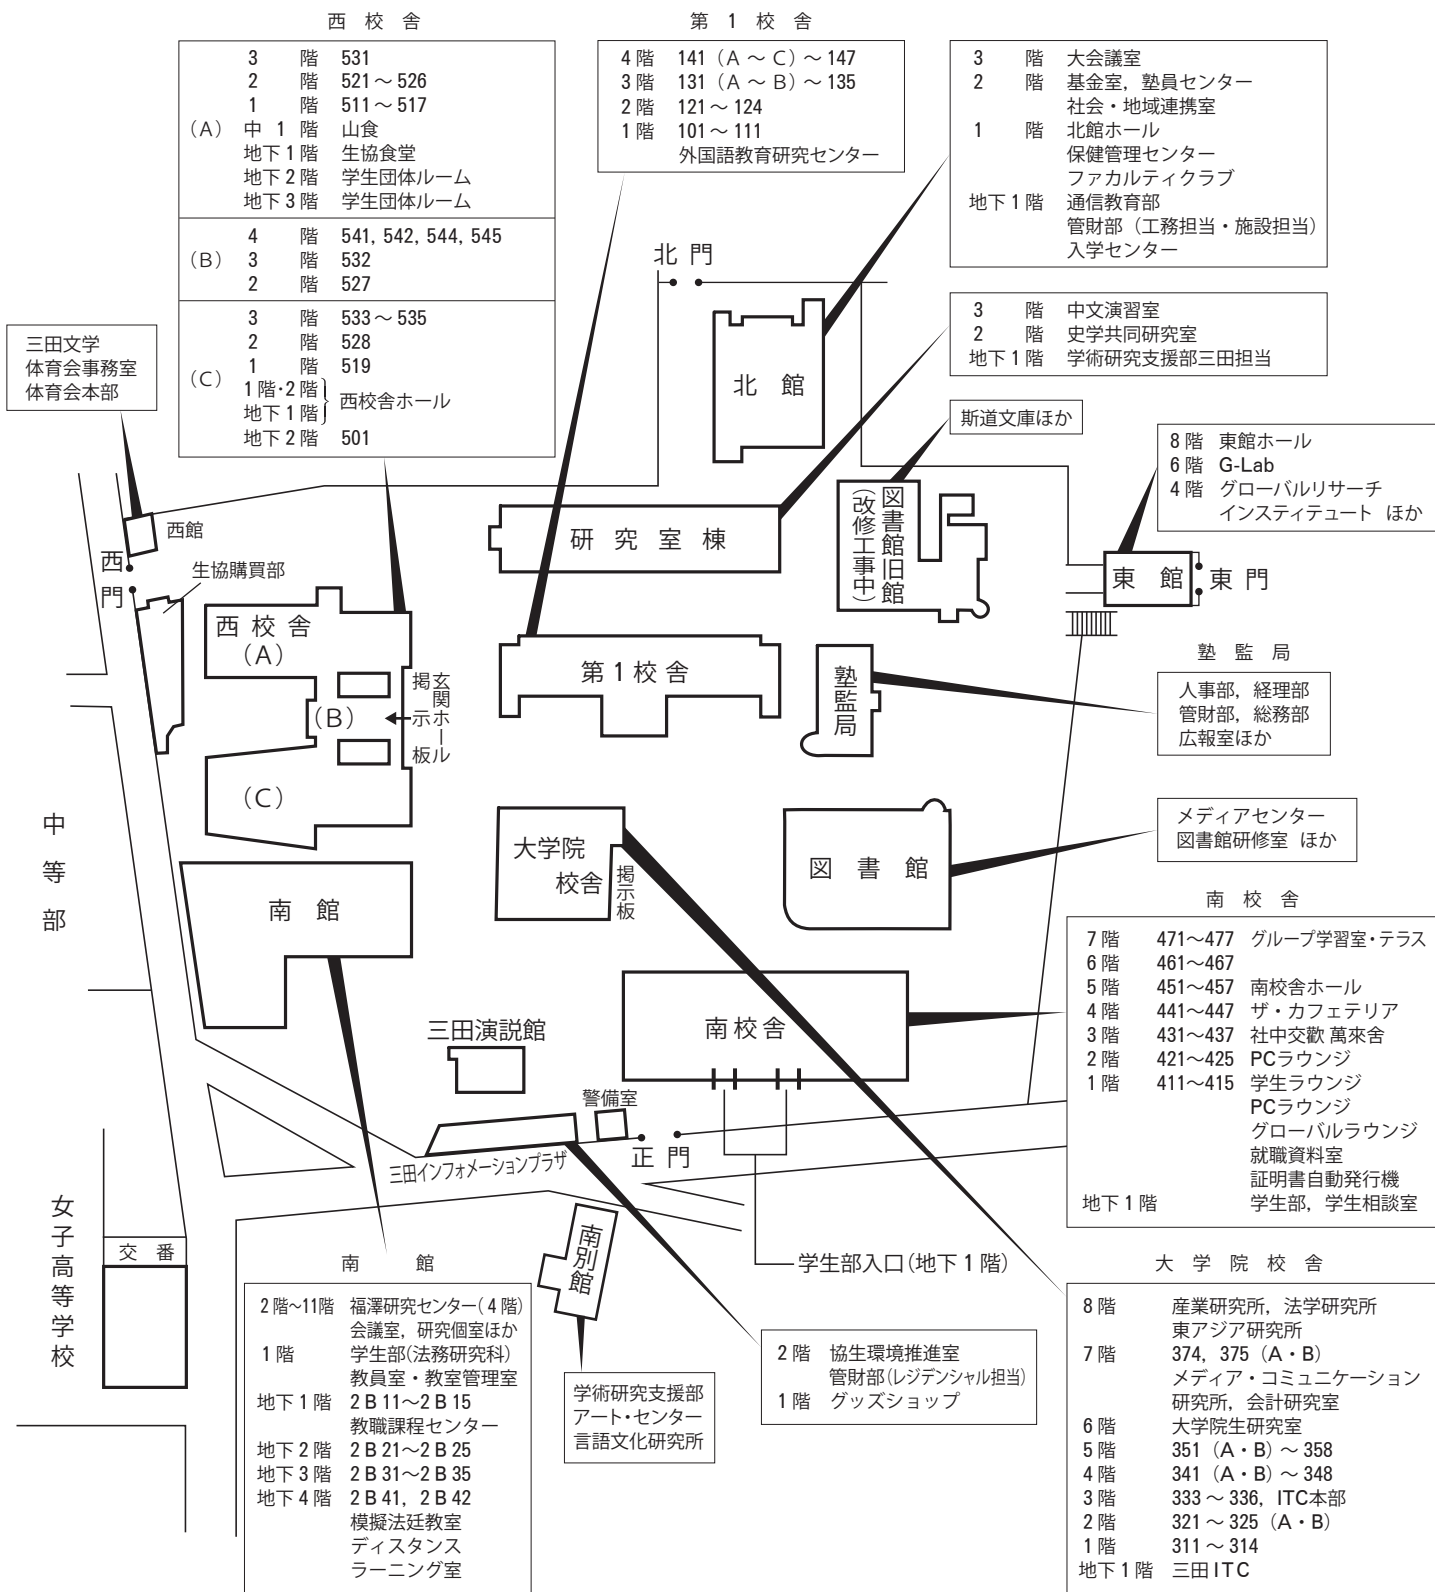 西校舎
3階 531
2階 521～526
1階 511～517
(A) 中1階 山食
地下1階 生協食堂
地下2階 学生団体ルーム
地下3階 学生団体ルーム
4階 541, 542, 544, 545
(B) 3階 532
2階 527
3階 533～535
2階 528
1階 519
(C)
1階・2階
地下1階 西校舎ホール
地下2階 501
第1校舎
4階 141（A～C）～147
3階 131（A～B）～135
2階 121～124
1階 101～111
外国語教育研究センター
3階 大会議室
2階 基金室，塾員センター
社会・地域連携室
1階 北館ホール
保健管理センター
ファカルティクラブ
地下1階 通信教育部
管財部（工務担当・施設担当）
入学センター
3階 中文演習室
2階 史学共同研究室
地下1階 学術研究支援部三田担当
斯道文庫ほか
8階 東館ホール
6階 G-Lab
4階 グローバルリサーチ
インスティテュート ほか
三田文学
体育会事務室
体育会本部
北門
北館
研究室棟
図書館旧館
（改修工事中）
東館
東門
西館
西門
生協購買部
西校舎
(A)
(B)
(C)
玄関ホール
掲示板
第1校舎
塾監局
塾監局
人事部，経理部
管財部，総務部
広報室ほか
メディアセンター
図書館研修室 ほか
中等部
大学院
校舎
掲示板
図書館
南館
南校舎
三田演説館
警備室
正門
三田インフォメーションプラザ
南別館
学生部入口(地下1階)
女子高等学校
交番
南校舎
7階 471～477 グループ学習室・テラス
6階 461～467
5階 451～457 南校舎ホール
4階 441～447 ザ・カフェテリア
3階 431～437 社中交歡 萬來舍
2階 421～425 PCラウンジ
1階 411～415 学生ラウンジ
PCラウンジ
グローバルラウンジ
就職資料室
証明書自動発行機
地下1階 学生部，学生相談室
南館
2階～11階 福澤研究センター(4階)
会議室，研究個室ほか
1階 学生部(法務研究科)
教員室・教室管理室
地下1階 2B11～2B15
教職課程センター
地下2階 2B21～2B25
地下3階 2B31～2B35
地下4階 2B41，2B42
模擬法廷教室
ディスタンス
ラーニング室
学術研究支援部
アート・センター
言語文化研究所
2階 協生環境推進室
管財部(レジデンシャル担当)
1階 グッズショップ
大学院校舎
8階 産業研究所，法学研究所
東アジア研究所
7階 374，375（A・B）
メディア・コミュニケーション
研究所，会計研究室
6階 大学院生研究室
5階 351（A・B）～358
4階 341（A・B）～348
3階 333～336，ITC本部
2階 321～325（A・B）
1階 311～314
地下1階 三田ITC